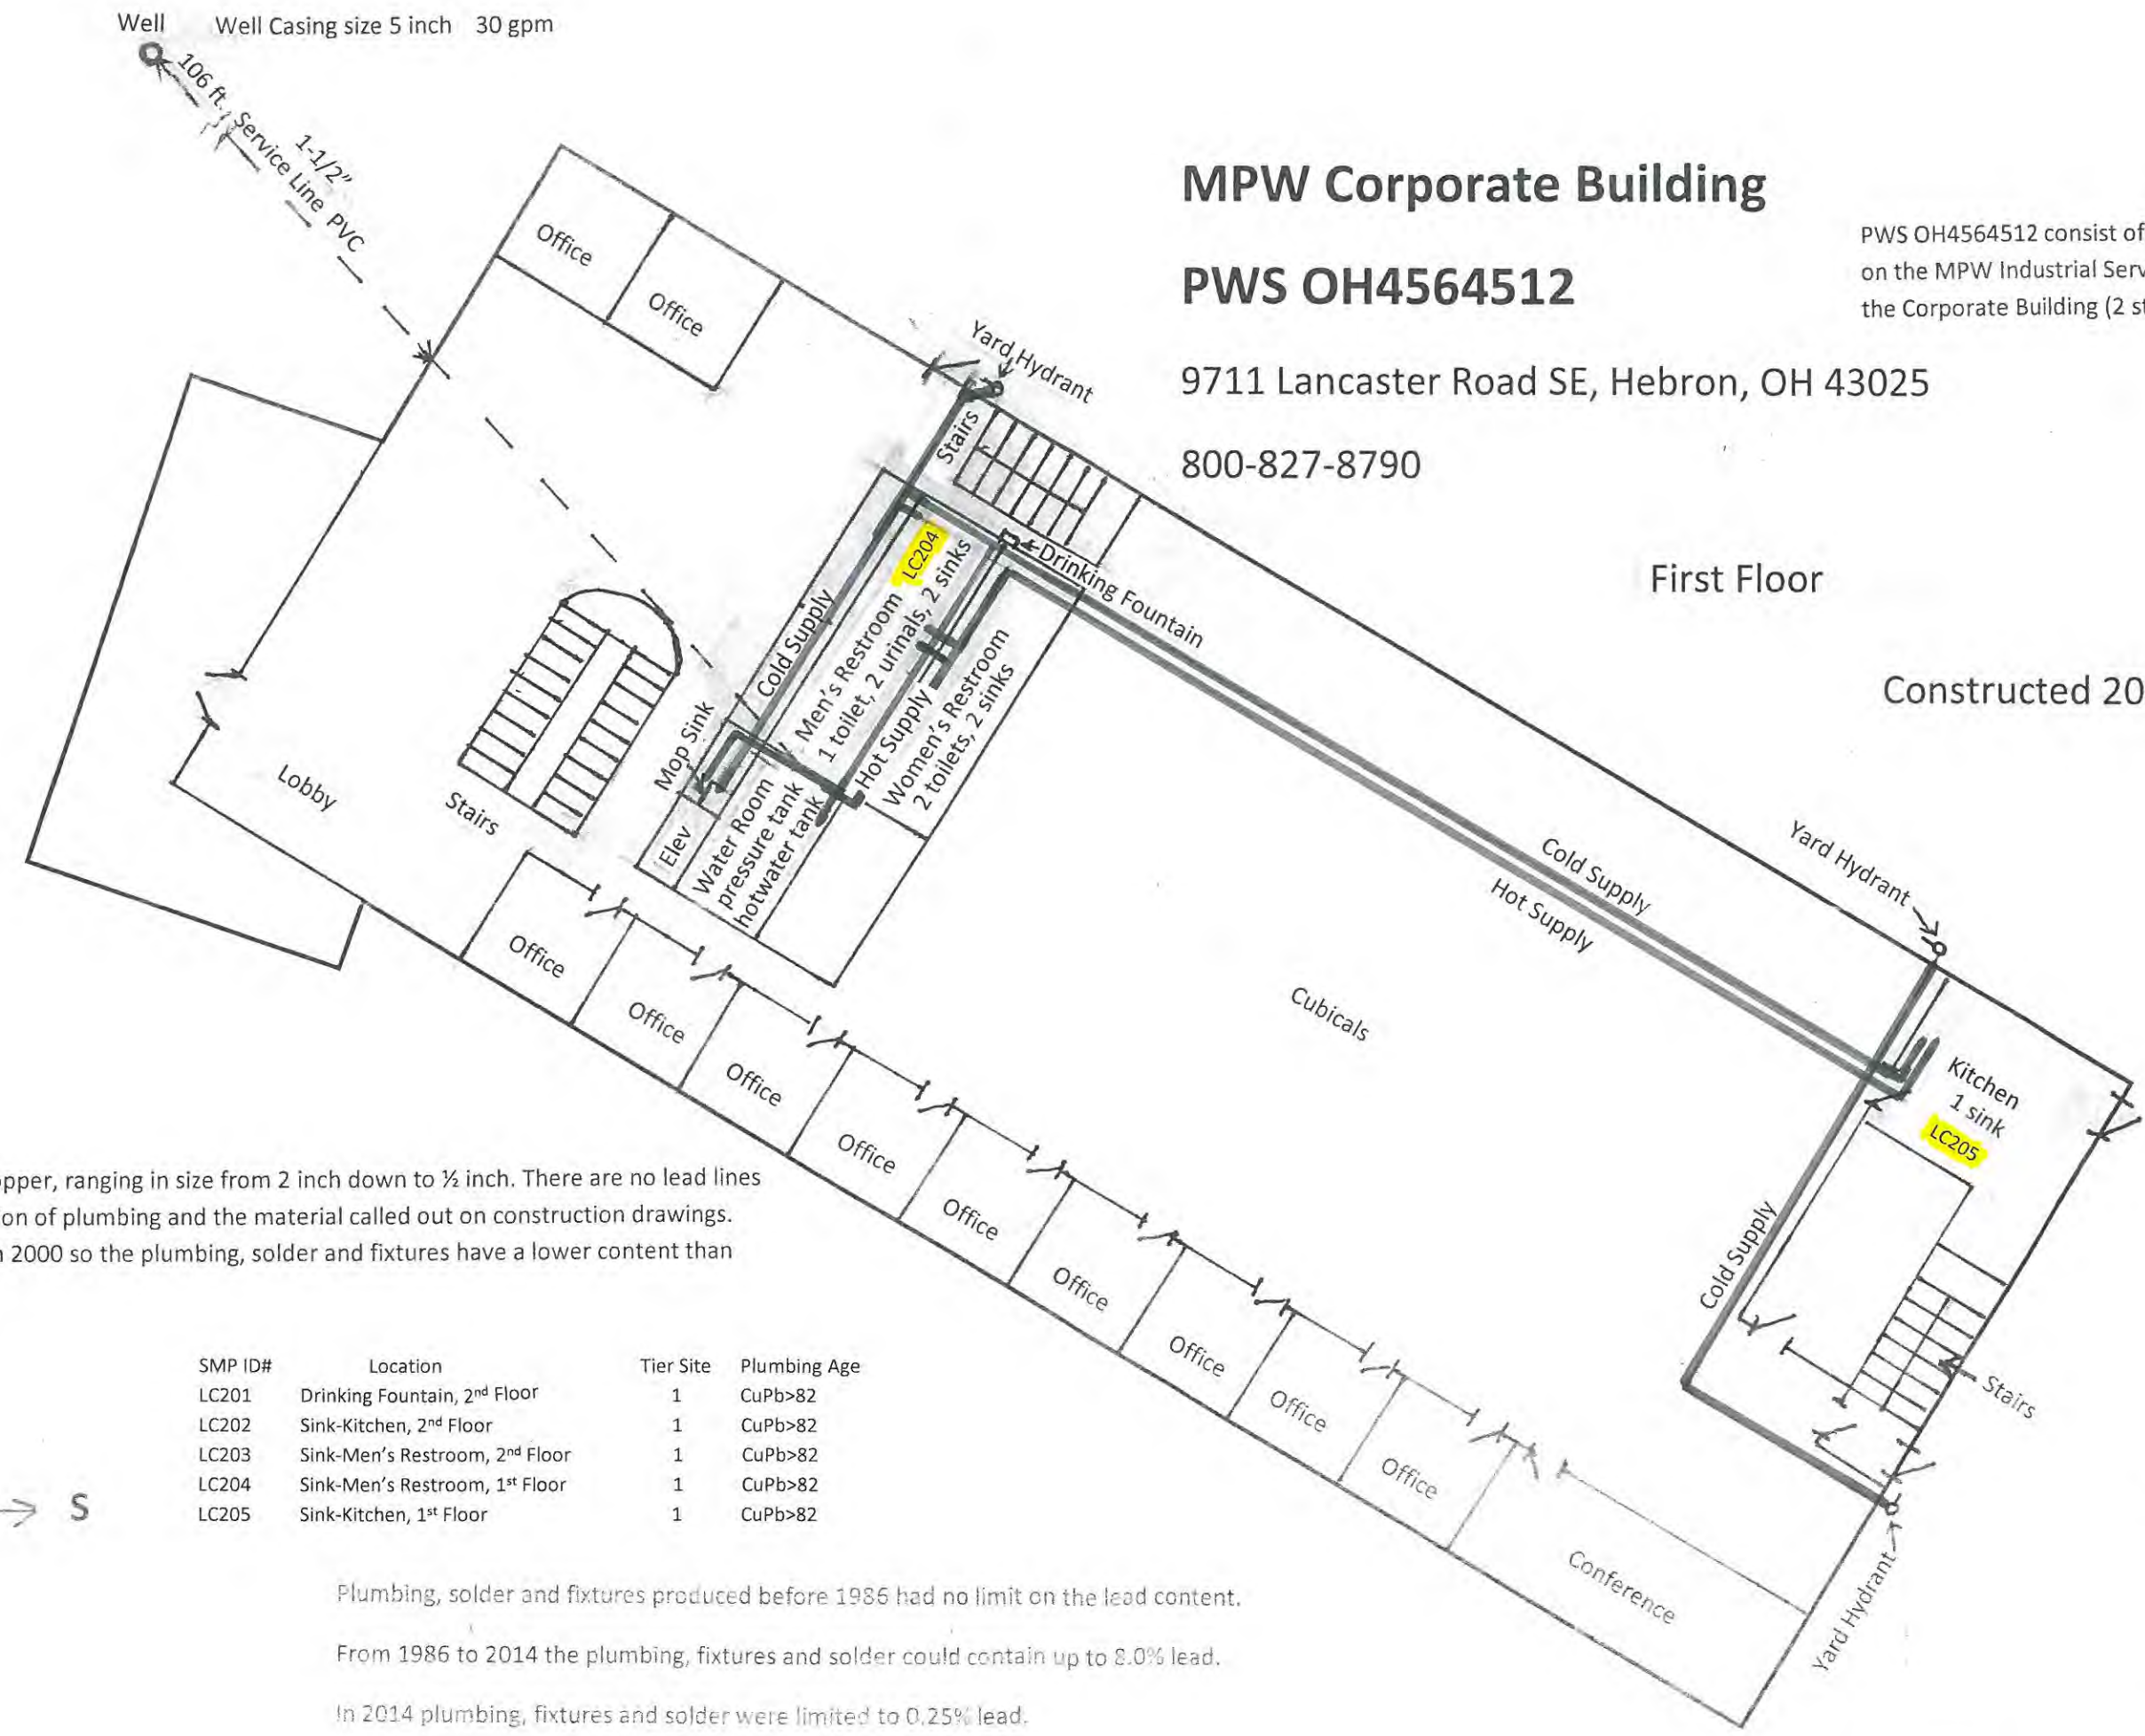 Well Well Casing size 5 inch 30 gpm
106 ft.
1-1/2"
Service Line PVC
MPW Corporate Building
PWS OH4564512
9711 Lancaster Road SE, Hebron, OH 43025
800-827-8790
PWS OH4564512 consist of
on the MPW Industrial Serv
the Corporate Building (2 st
First Floor
Constructed 20
Office
Office
Yard Hydrant
Stairs
Drinking Fountain
LC204
Cold Supply
Men's Restroom
1 toilet, 2 urinals, 2 sinks
Hot Supply
Women's Restroom
2 toilets, 2 sinks
Mop Sink
Elev
Water Room
pressure tank
hotwater tank
Lobby
Stairs
Cold Supply
Hot Supply
Yard Hydrant
Cubicals
Kitchen
1 sink
LC205
Cold Supply
Stairs
Yard Hydrant
Office
Office
Office
Office
Office
Office
Office
Office
Office
Conference
pper, ranging in size from 2 inch down to ½ inch. There are no lead lines
on of plumbing and the material called out on construction drawings.
n 2000 so the plumbing, solder and fixtures have a lower content than
SMP ID# Location Tier Site Plumbing Age
LC201 Drinking Fountain, 2nd Floor 1 CuPb>82
LC202 Sink-Kitchen, 2nd Floor 1 CuPb>82
LC203 Sink-Men's Restroom, 2nd Floor 1 CuPb>82
LC204 Sink-Men's Restroom, 1st Floor 1 CuPb>82
LC205 Sink-Kitchen, 1st Floor 1 CuPb>82
S
Plumbing, solder and fixtures produced before 1986 had no limit on the lead content.
From 1986 to 2014 the plumbing, fixtures and solder could contain up to 8.0% lead.
In 2014 plumbing, fixtures and solder were limited to 0.25% lead.